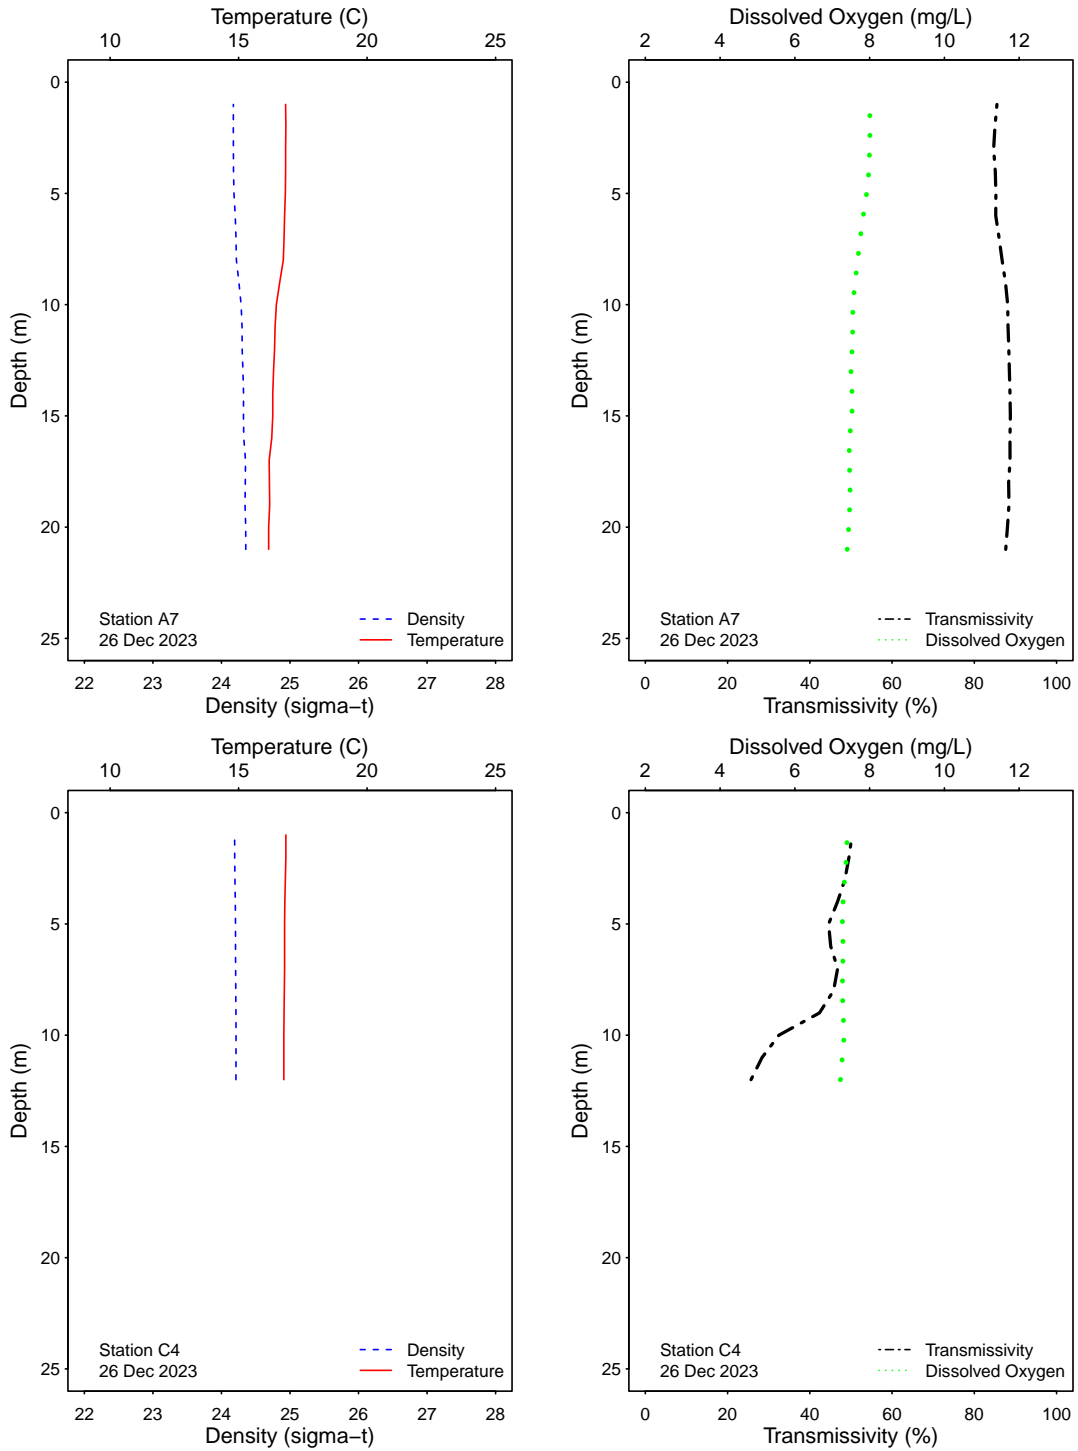 Temperature (C)
10 15 20 25
0
5
10
15
20
25
Depth (m)
Station A7
26 Dec 2023
Density
Temperature
22 23 24 25 26 27 28
Density (sigma−t)
Dissolved Oxygen (mg/L)
2 4 6 8 10 12
0
5
10
15
20
25
Depth (m)
Station A7
26 Dec 2023
Transmissivity
Dissolved Oxygen
0 20 40 60 80 100
Transmissivity (%)
Temperature (C)
10 15 20 25
0
5
10
15
20
25
Depth (m)
Station C4
26 Dec 2023
Density
Temperature
22 23 24 25 26 27 28
Density (sigma−t)
Dissolved Oxygen (mg/L)
2 4 6 8 10 12
0
5
10
15
20
25
Depth (m)
Station C4
26 Dec 2023
Transmissivity
Dissolved Oxygen
0 20 40 60 80 100
Transmissivity (%)